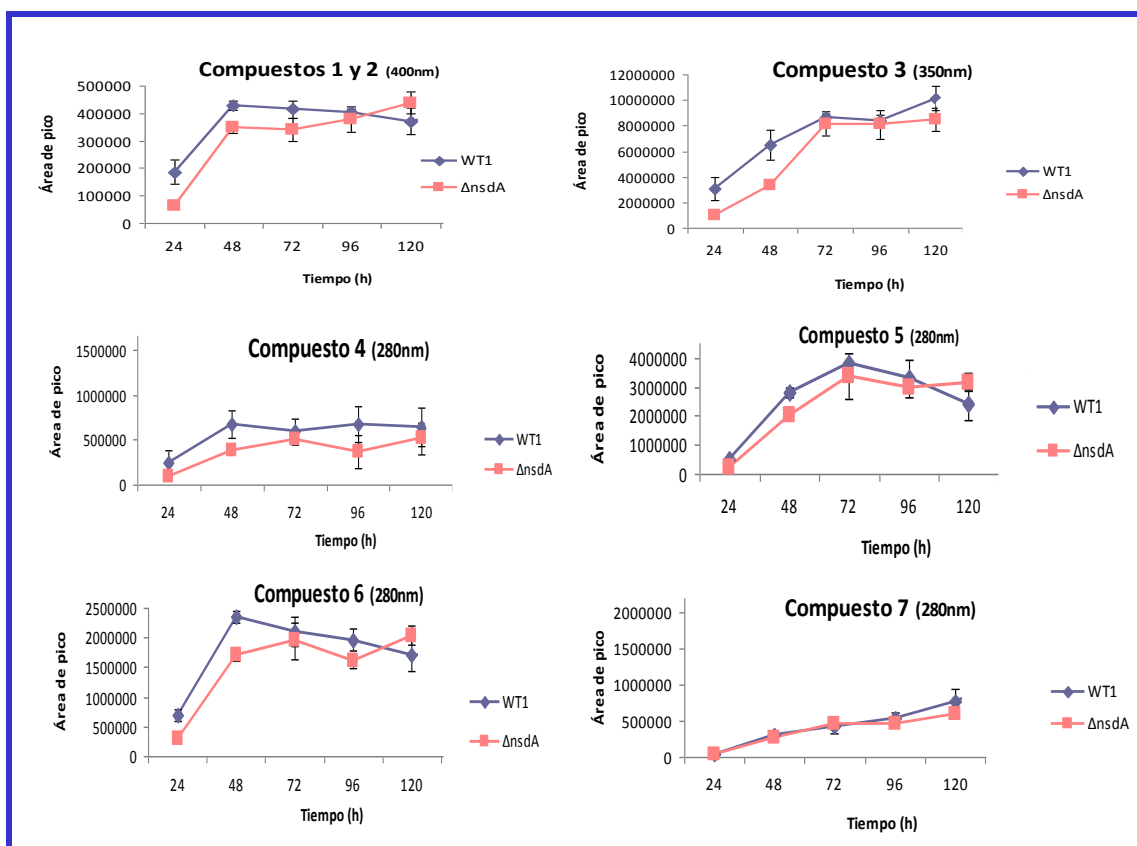 Compuestos 1 y 2 (400nm)
Área de pico
500000
400000
300000
200000
100000
0
24 48 72 96 120
Tiempo (h)
WT1
ΔnsdA
Compuesto 3 (350nm)
Área de pico
12000000
10000000
8000000
6000000
4000000
2000000
0
24 48 72 96 120
Tiempo (h)
WT1
ΔnsdA
Compuesto 4 (280nm)
Área de pico
1500000
1000000
500000
0
24 48 72 96 120
Tiempo (h)
WT1
ΔnsdA
Compuesto 5 (280nm)
Área de pico
4000000
3000000
2000000
1000000
0
24 48 72 96 120
Tiempo (h)
WT1
ΔnsdA
Compuesto 6 (280nm)
Área de pico
2500000
2000000
1500000
1000000
500000
0
24 48 72 96 120
Tiempo (h)
WT1
ΔnsdA
Compuesto 7 (280nm)
Área de pico
2000000
1500000
1000000
500000
0
24 48 72 96 120
Tiempo (h)
WT1
ΔnsdA